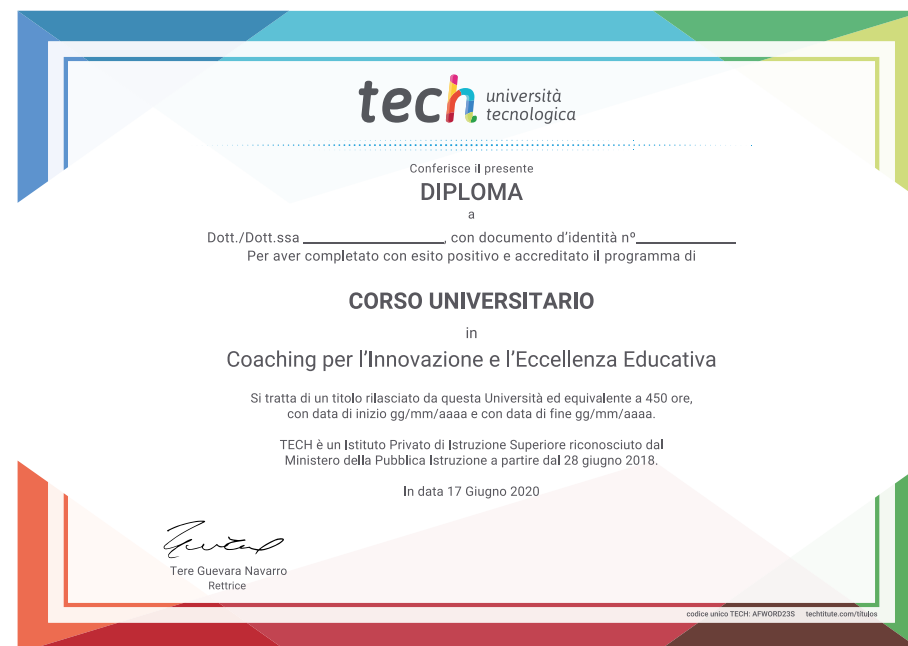 tech università
tecnologica
Conferisce il presente
DIPLOMA
a
Dott./Dott.ssa ____________________, con documento d'identità nº______________
Per aver completato con esito positivo e accreditato il programma di
CORSO UNIVERSITARIO
in
Coaching per l'Innovazione e l'Eccellenza Educativa
Si tratta di un titolo rilasciato da questa Università ed equivalente a 450 ore,
con data di inizio gg/mm/aaaa e con data di fine gg/mm/aaaa.
TECH è un Istituto Privato di Istruzione Superiore riconosciuto dal
Ministero della Pubblica Istruzione a partire dal 28 giugno 2018.
In data 17 Giugno 2020
Tere Guevara Navarro
Rettrice
codice unico TECH: AFWORD23S techtitute.com/titulos